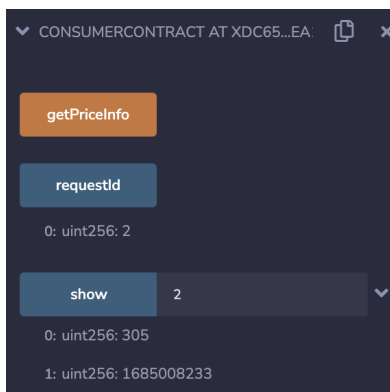 CONSUMERCONTRACT AT XDC65...EA
getPriceInfo
requestId
0: uint256: 2
show 2
0: uint256: 305
1: uint256: 1685008233